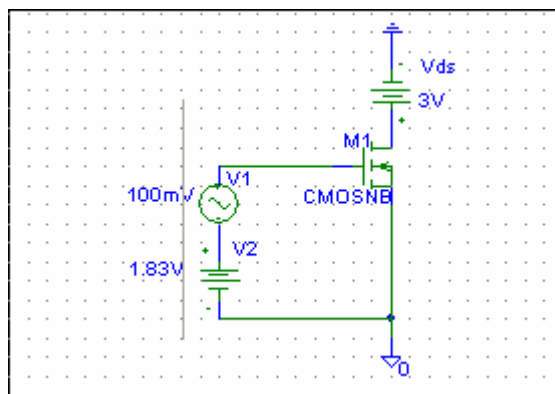 Vds
-
3V
+
M1
V1
100mV
CMOSNB
-
V2
+
1.83V
-
0